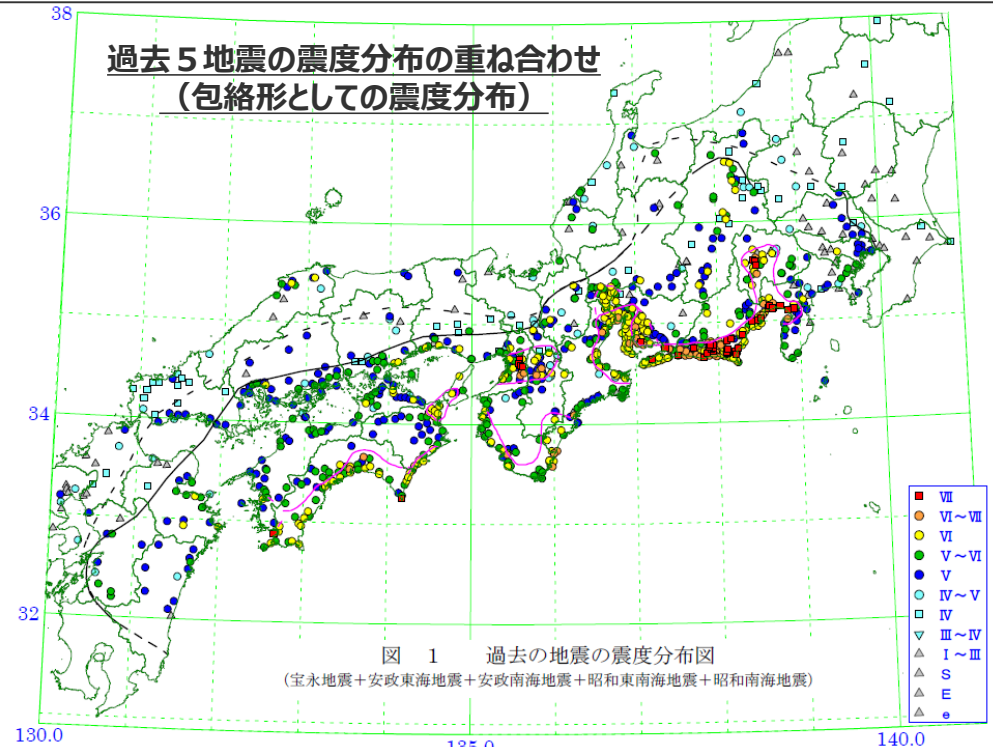 38
過去5地震の震度分布の重ね合わせ
(包絡形としての震度分布)
36
34
32
Ⅶ
Ⅵ~Ⅶ
Ⅵ
Ⅴ~Ⅵ
Ⅴ
Ⅳ~Ⅴ
Ⅳ
Ⅲ~Ⅳ
Ⅰ~Ⅲ
S
E
e
図 1 過去の地震の震度分布図
(宝永地震+安政東海地震+安政南海地震+昭和東南海地震+昭和南海地震)
130.0
135.0
140.0